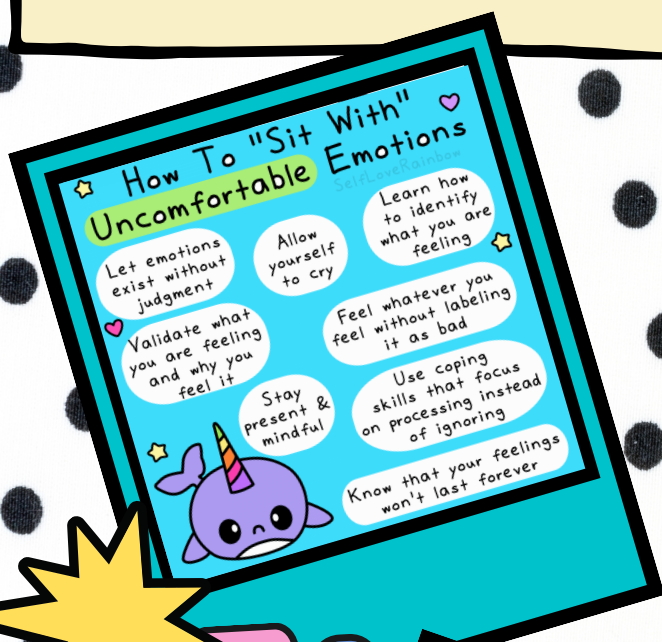 How To "Sit With"
Uncomfortable Emotions
SelfLoveRainbow
Let emotions
exist without
judgment
Allow
yourself
to cry
Learn how
to identify
what you are
feeling
Validate what
you are feeling
and why you
feel it
Feel whatever you
feel without labeling
it as bad
Stay
present &
mindful
Use coping
skills that focus
on processing instead
of ignoring
Know that your feelings
won't last forever